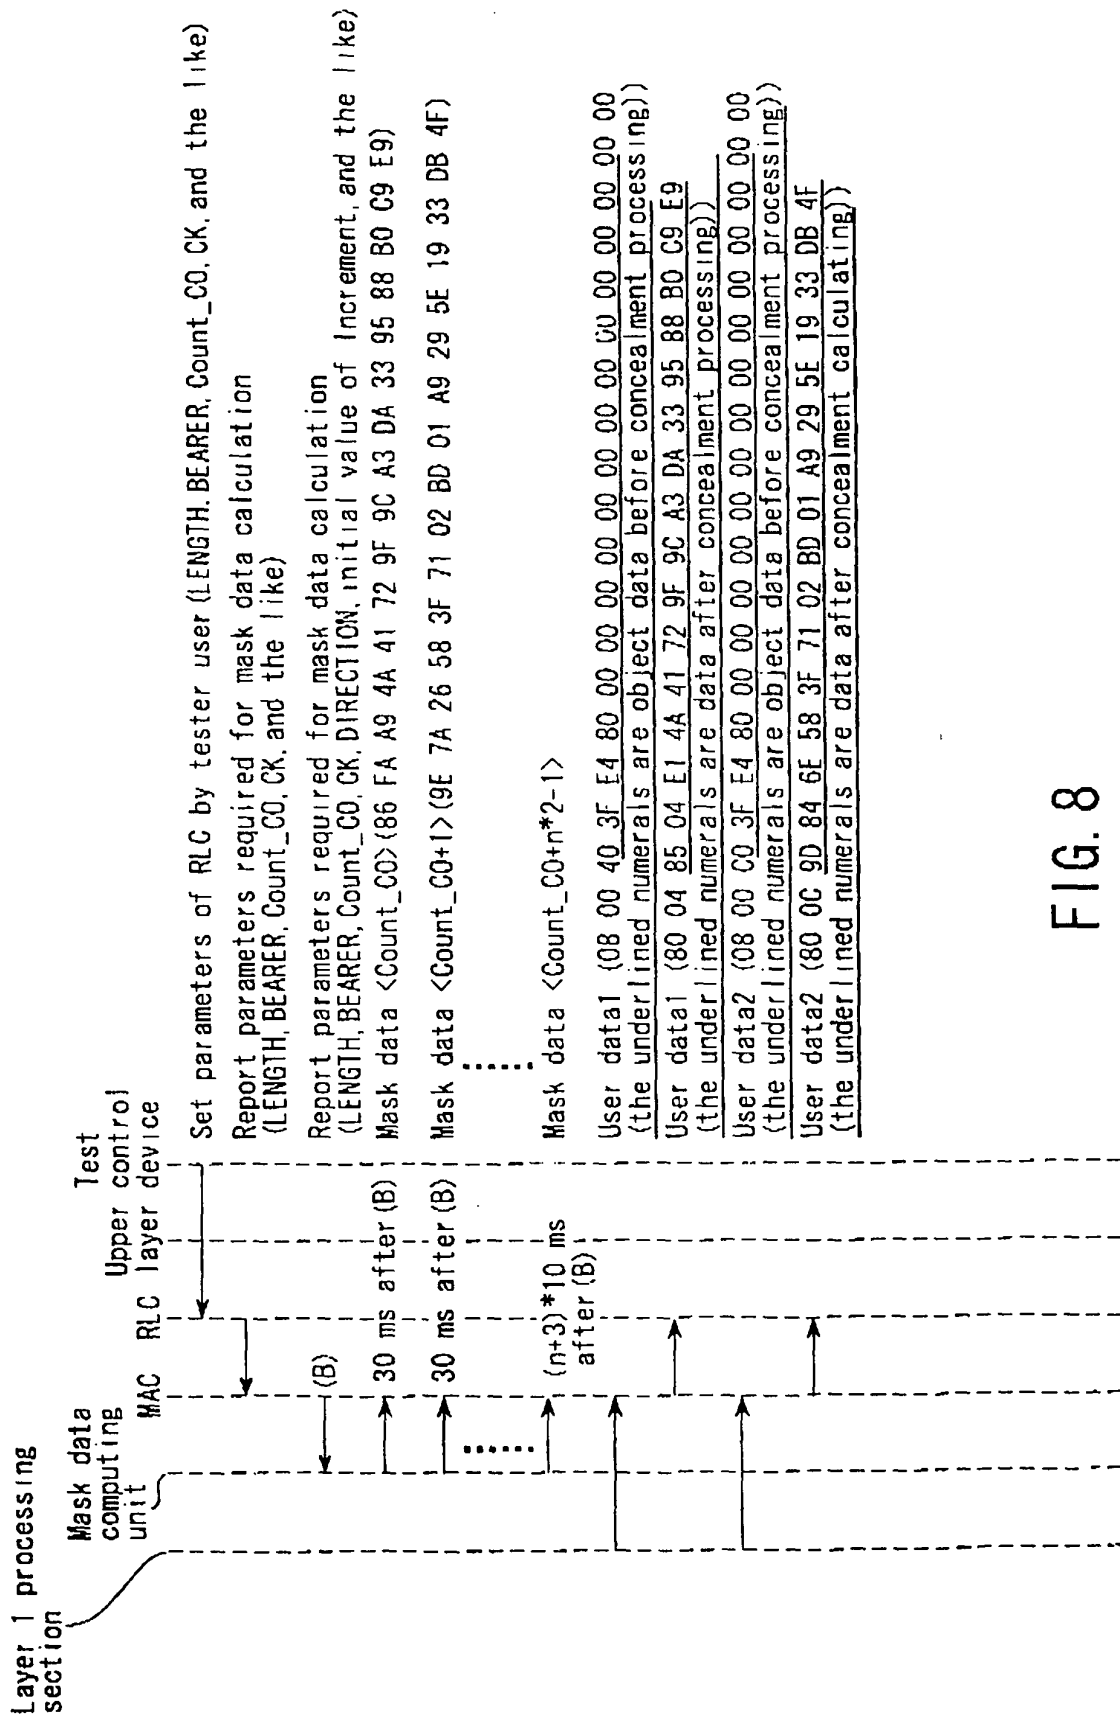 Layer 1 processing
section
Mask data
computing
unit
MAC
RLC
Upper
layer
Test
control
device
Set parameters of RLC by tester user (LENGTH, BEARER, Count_C0, CK, and the like)
Report parameters required for mask data calculation
(LENGTH, BEARER, Count_C0, CK, and the like)
(B)
Report parameters required for mask data calculation
(LENGTH, BEARER, Count_C0, CK, DIRECTION, initial value of Increment, and the like)
30 ms after (B)
Mask data <Count_C0>(86 FA A9 4A 41 72 9F 9C A3 DA 33 95 88 B0 C9 E9)
30 ms after (B)
Mask data <Count_C0+1>(9E 7A 26 58 3F 71 02 BD 01 A9 29 5E 19 33 DB 4F)
(n+3)*10 ms
after (B)
Mask data <Count_C0+n*2-1>
User data1 (08 00 40 3F E4 80 00 00 00 00 00 00 00 00 00 00 00 00
(the underlined numerals are object data before concealment processing))
User data1 (80 04 85 04 E1 4A 41 72 9F 9C A3 DA 33 95 88 B0 C9 E9
(the underlined numerals are data after concealment processing))
User data2 (08 00 C0 3F E4 80 00 00 00 00 00 00 00 00 00 00 00 00
(the underlined numerals are object data before concealment processing))
User data2 (80 0C 9D 84 6E 58 3F 71 02 BD 01 A9 29 5E 19 33 DB 4F
(the underlined numerals are data after concealment calculating))
FIG. 8